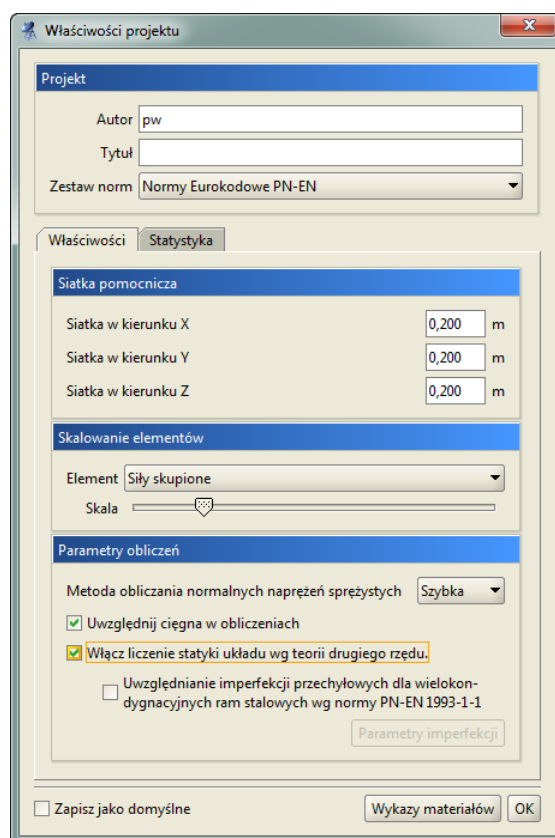 Właściwości projektu
Projekt
Autor pw
Tytuł
Zestaw norm Normy Eurokodowe PN-EN
Właściwości Statystyka
Siatka pomocnicza
Siatka w kierunku X 0,200 m
Siatka w kierunku Y 0,200 m
Siatka w kierunku Z 0,200 m
Skalowanie elementów
Element Siły skupione
Skala
Parametry obliczeń
Metoda obliczania normalnych naprężeń sprężystych Szybka
Uwzględnij cięgna w obliczeniach
Włącz liczenie statyki układu wg teorii drugiego rzędu.
Uwzględnianie imperfekcji przechyłowych dla wielokon-
dygnacyjnych ram stalowych wg normy PN-EN 1993-1-1
Parametry imperfekcji
Zapisz jako domyślne Wykazy materiałów OK